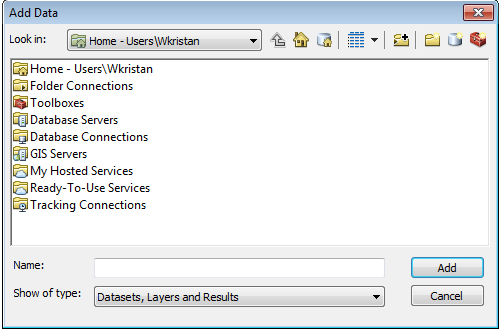 Add Data
Look in: Home - Users\Wkristan
Home - Users\Wkristan
Folder Connections
Toolboxes
Database Servers
Database Connections
GIS Servers
My Hosted Services
Ready-To-Use Services
Tracking Connections
Name: Add
Show of type: Datasets, Layers and Results Cancel